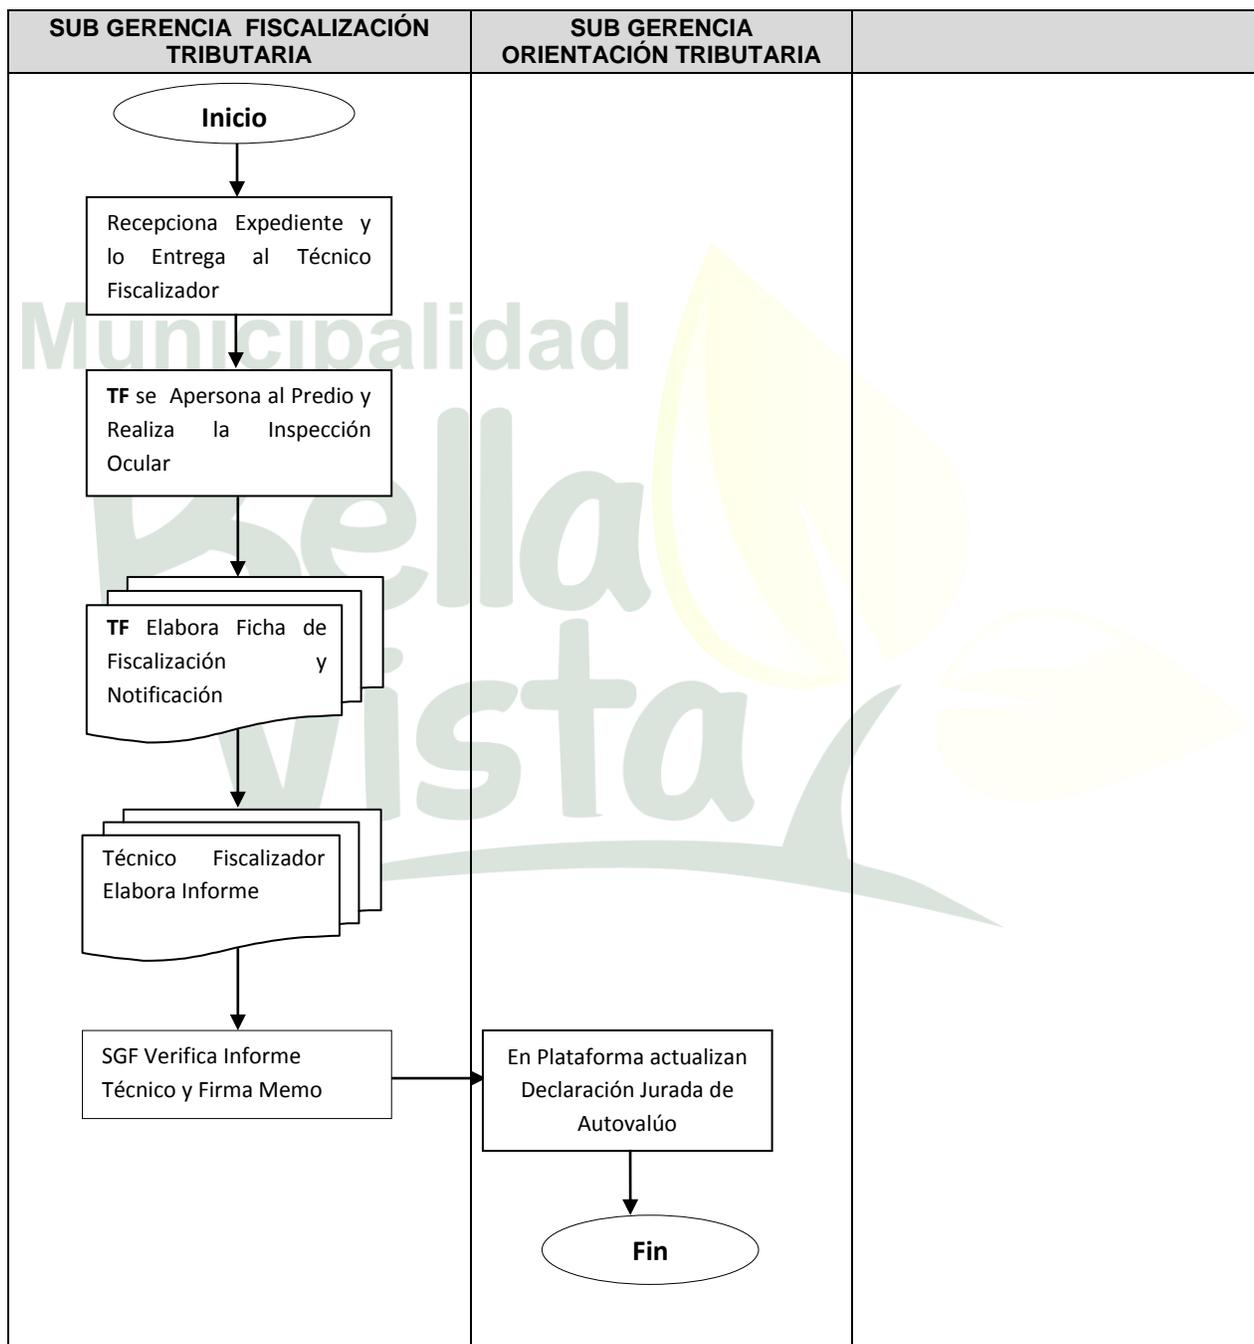 SUB GERENCIA FISCALIZACIÓN
TRIBUTARIA
SUB GERENCIA
ORIENTACIÓN TRIBUTARIA
Inicio
Recepciona Expediente y
lo Entrega al Técnico
Fiscalizador
Municipalidad
TF se Apersona al Predio y
Realiza la Inspección
Ocular
Bella
TF Elabora Ficha de
Fiscalización y
Notificación
Vista
Técnico Fiscalizador
Elabora Informe
SGF Verifica Informe
Técnico y Firma Memo
En Plataforma actualizan
Declaración Jurada de
Autovalúo
Fin